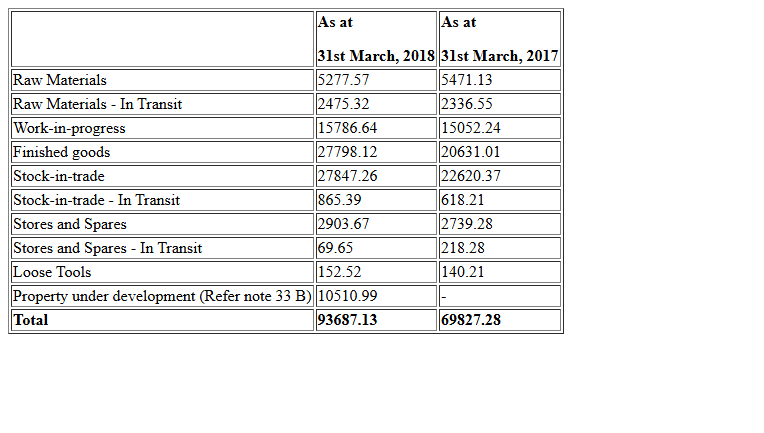 As at As at
31st March, 2018 31st March, 2017
Raw Materials 5277.57 5471.13
Raw Materials - In Transit 2475.32 2336.55
Work-in-progress 15786.64 15052.24
Finished goods 27798.12 20631.01
Stock-in-trade 27847.26 22620.37
Stock-in-trade - In Transit 865.39 618.21
Stores and Spares 2903.67 2739.28
Stores and Spares - In Transit 69.65 218.28
Loose Tools 152.52 140.21
Property under development (Refer note 33 B) 10510.99 -
Total 93687.13 69827.28